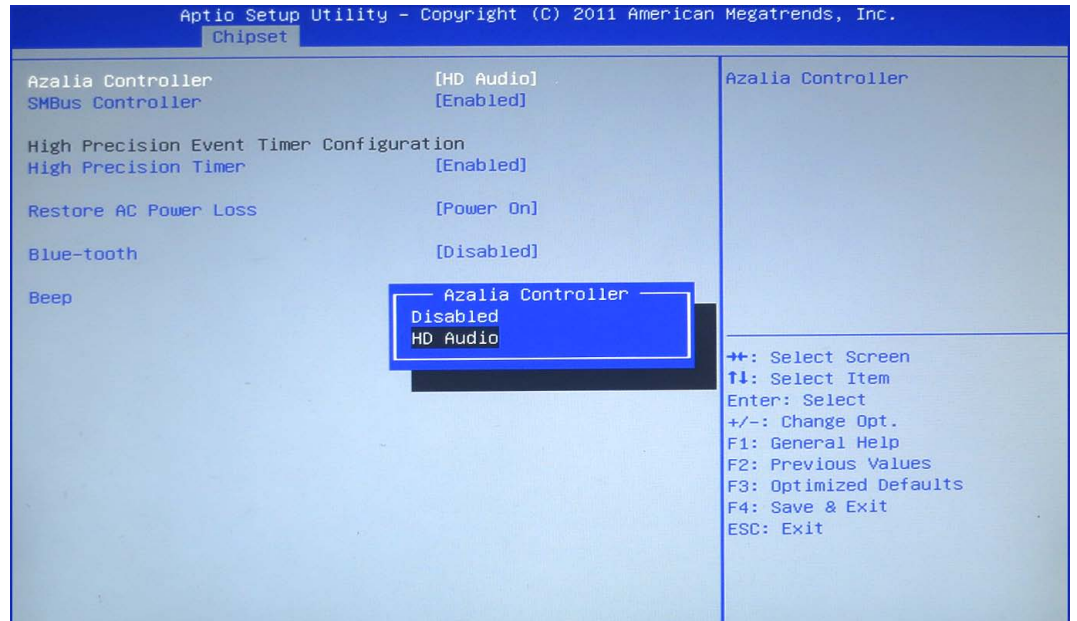 Aptio Setup Utility – Copyright (C) 2011 American Megatrends, Inc.
Chipset
Azalia Controller [HD Audio]
SMBus Controller [Enabled]
High Precision Event Timer Configuration
High Precision Timer [Enabled]
Restore AC Power Loss [Power On]
Blue-tooth [Disabled]
Beep
Azalia Controller
Disabled
HD Audio
Azalia Controller
→←: Select Screen
↑↓: Select Item
Enter: Select
+/-: Change Opt.
F1: General Help
F2: Previous Values
F3: Optimized Defaults
F4: Save & Exit
ESC: Exit